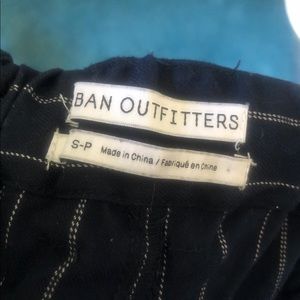 BAN OUTFITTERS
S-P Made in China / Fabriqué en Chine